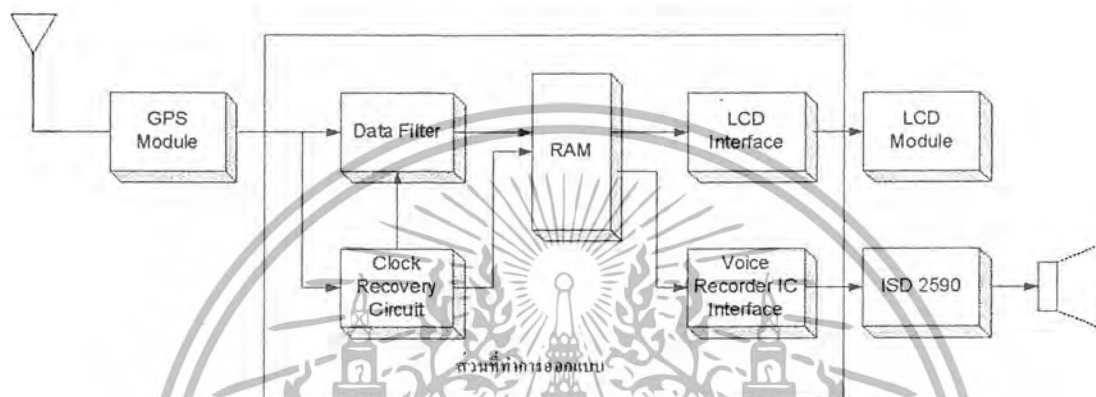 GPS
Module
Data Filter
RAM
LCD
Interface
LCD
Module
Clock
Recovery
Circuit
Voice
Recorder IC
Interface
ISD 2590
ส่วนที่ทำการออกแบบ